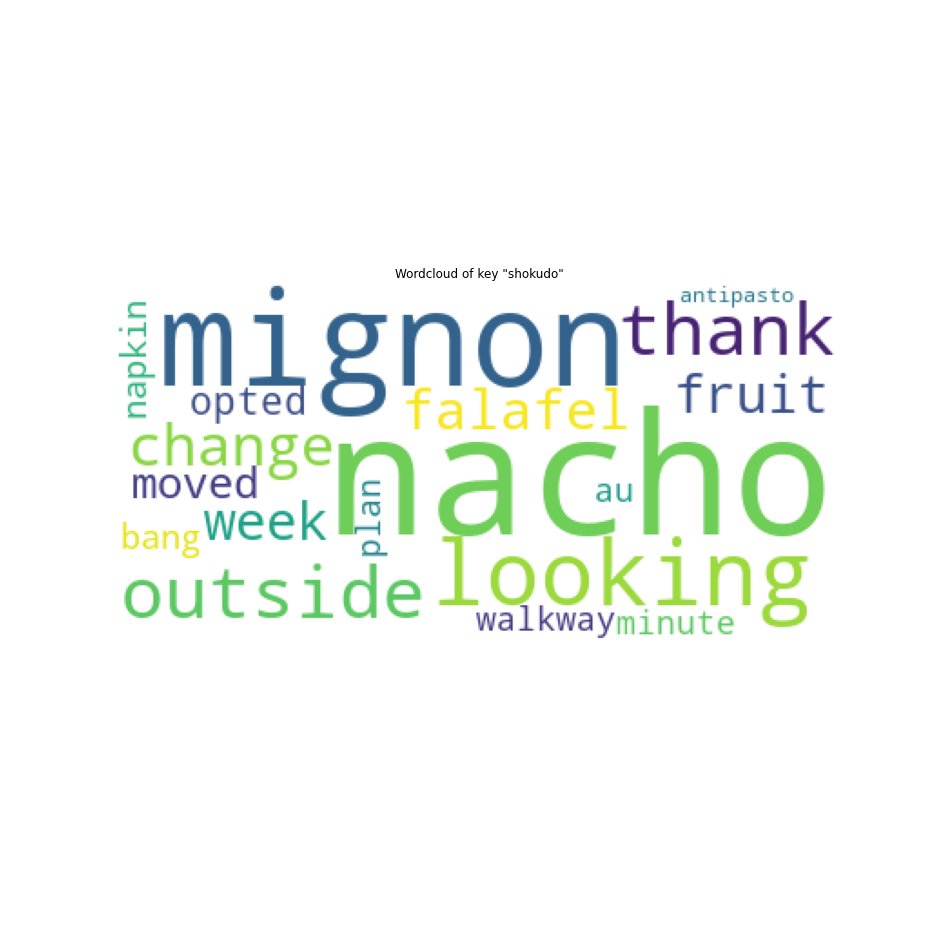 Wordcloud of key "shokudo"
antipasto
mignon
thank
napkin
opted
falafel
fruit
change
nacho
moved
au
plan
week
bang
looking
outside
walkway
minute